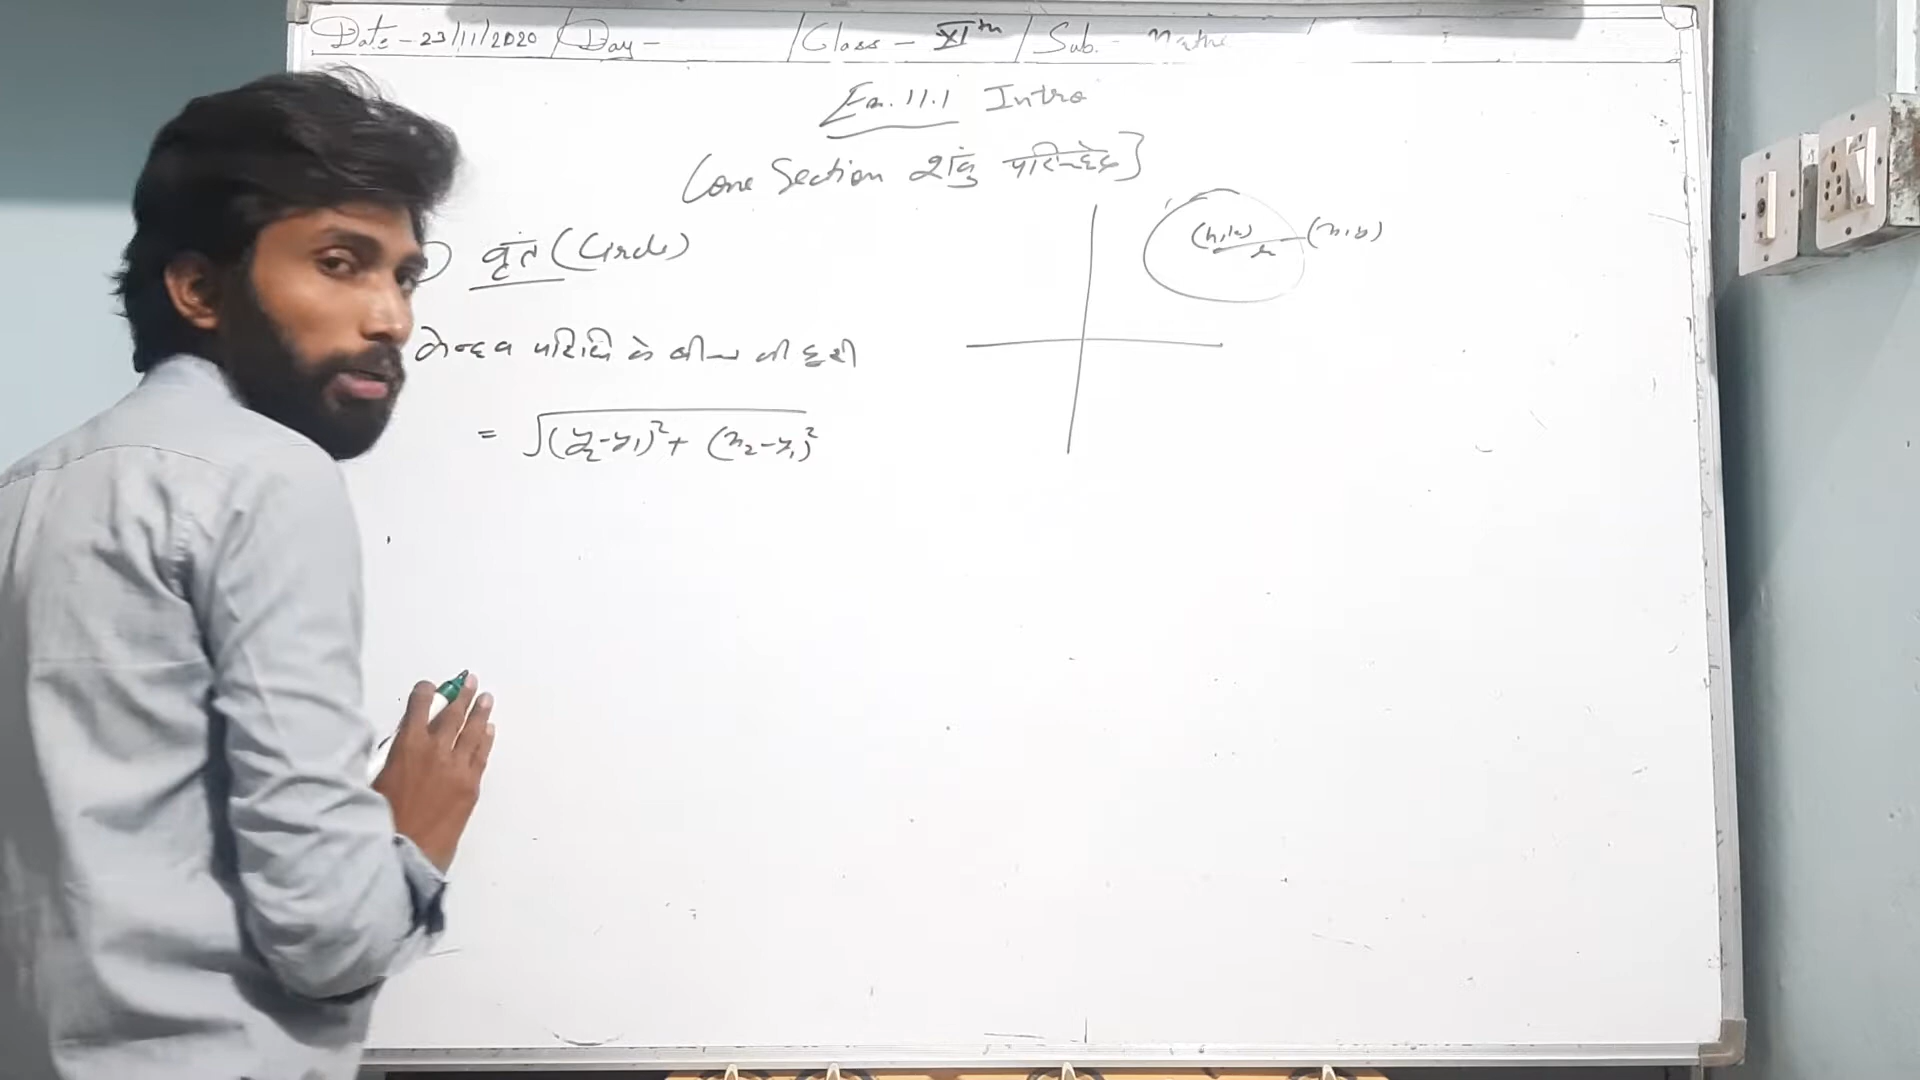 Date - 23/11/2020 / Day - / Class - XIth / Sub. - Maths
Ex. 11.1 Intro
Cone Section शंकु परिच्छेद]
) वृत (Circle)
(h,k) r (x,y)
केन्द्र व परिधि के बीच की दूरी
= √(y₂-y₁)²+ (x₂-x₁)²